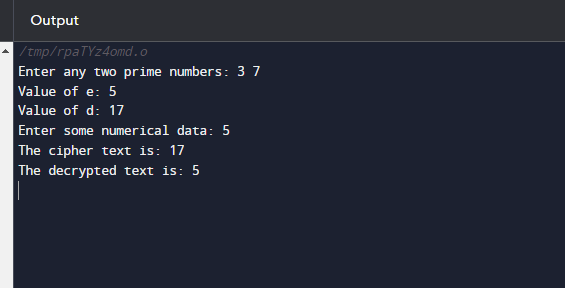 Output
/tmp/rpaTYz4omd.o
Enter any two prime numbers: 3 7
Value of e: 5
Value of d: 17
Enter some numerical data: 5
The cipher text is: 17
The decrypted text is: 5